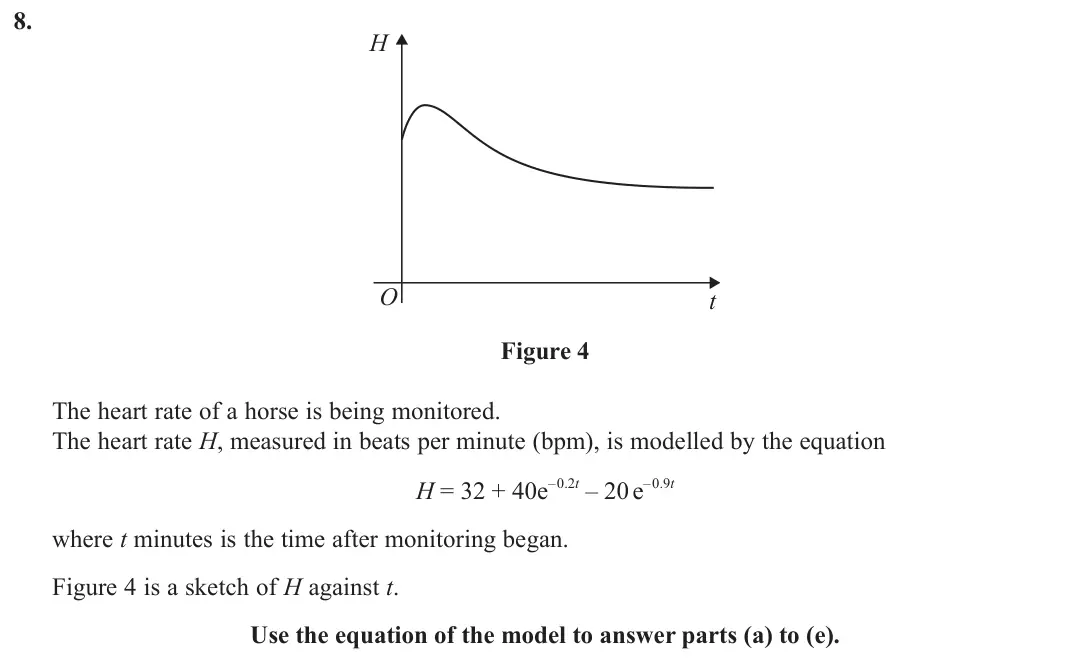 8.
H
O
t
Figure 4
The heart rate of a horse is being monitored.
The heart rate H, measured in beats per minute (bpm), is modelled by the equation
H = 32 + 40e^–0.2t – 20e^–0.9t
where t minutes is the time after monitoring began.
Figure 4 is a sketch of H against t.
Use the equation of the model to answer parts (a) to (e).